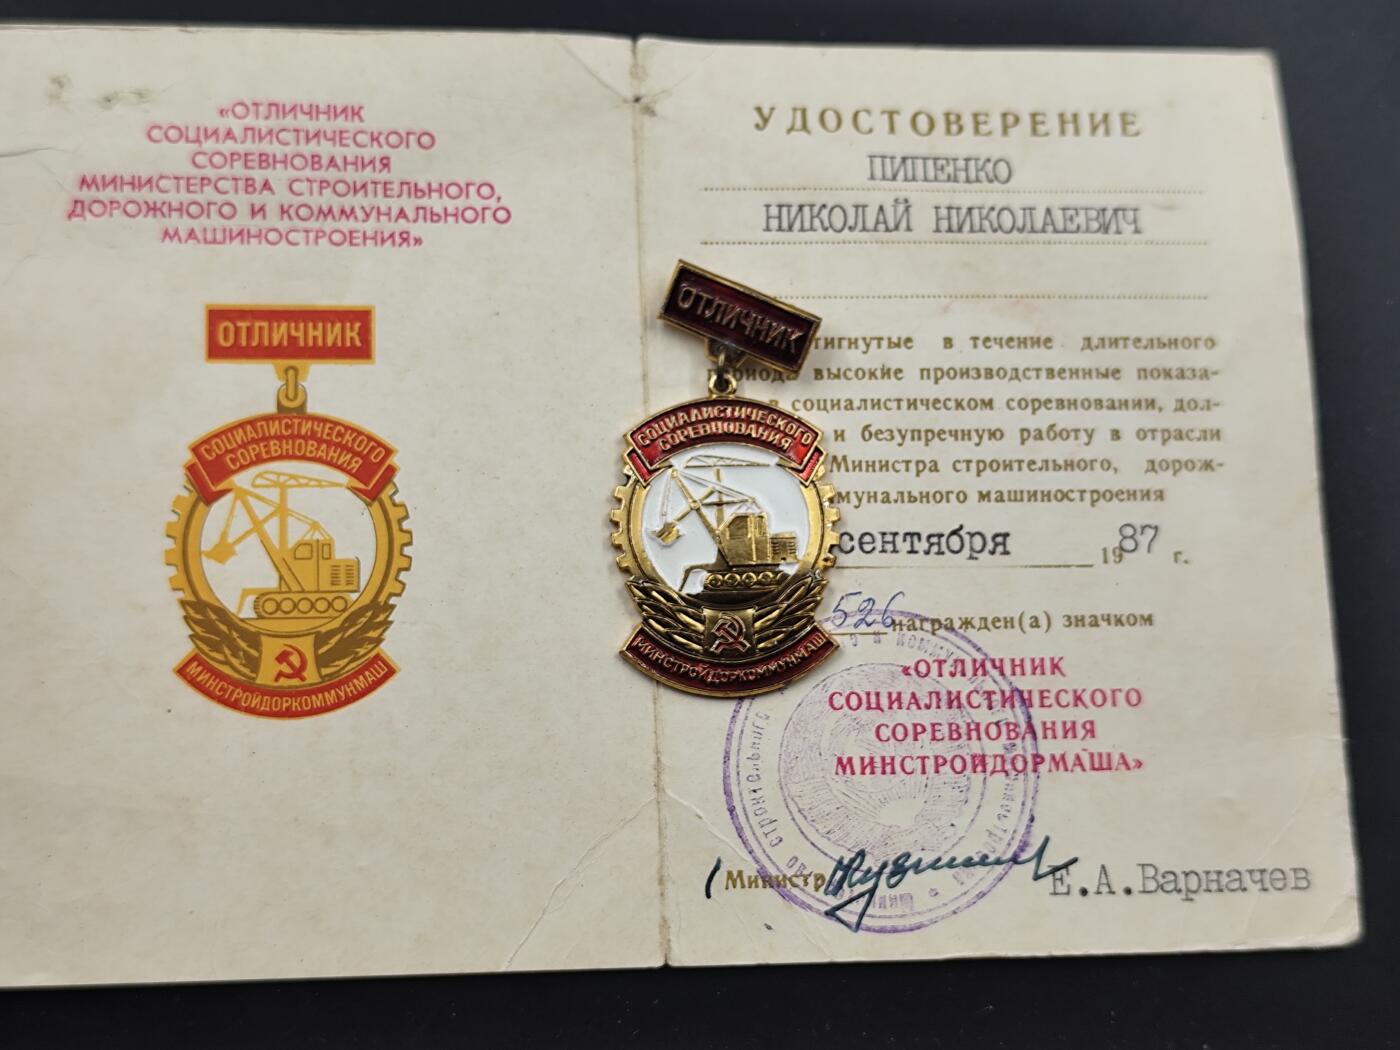 «ОТЛИЧНИК
СОЦИАЛИСТИЧЕСКОГО
СОРЕВНОВАНИЯ
МИНИСТЕРСТВА СТРОИТЕЛЬНОГО,
ДОРОЖНОГО И КОММУНАЛЬНОГО
МАШИНОСТРОЕНИЯ»
ОТЛИЧНИК
СОЦИАЛИСТИЧЕСКОГО
СОРЕВНОВАНИЯ
МИНСТРОЙДОРКОММУНМАШ
ОТЛИЧНИК
СОЦИАЛИСТИЧЕСКОГО
СОРЕВНОВАНИЯ
МИНСТРОЙДОРКОММУНМАШ
УДОСТОВЕРЕНИЕ
ПИПЕНКО
НИКОЛАЙ НИКОЛАЕВИЧ
тигнутые в течение длительного
периода высокие производственные показа-
в социалистическом соревновании, дол-
и безупречную работу в отрасли
Министра строительного, дорож-
мунального машиностроения
сентября 1987 г.
526 награжден(а) значком
«ОТЛИЧНИК
СОЦИАЛИСТИЧЕСКОГО
СОРЕВНОВАНИЯ
МИНСТРОЙДОРМАША»
Министр Е.А.Варначев